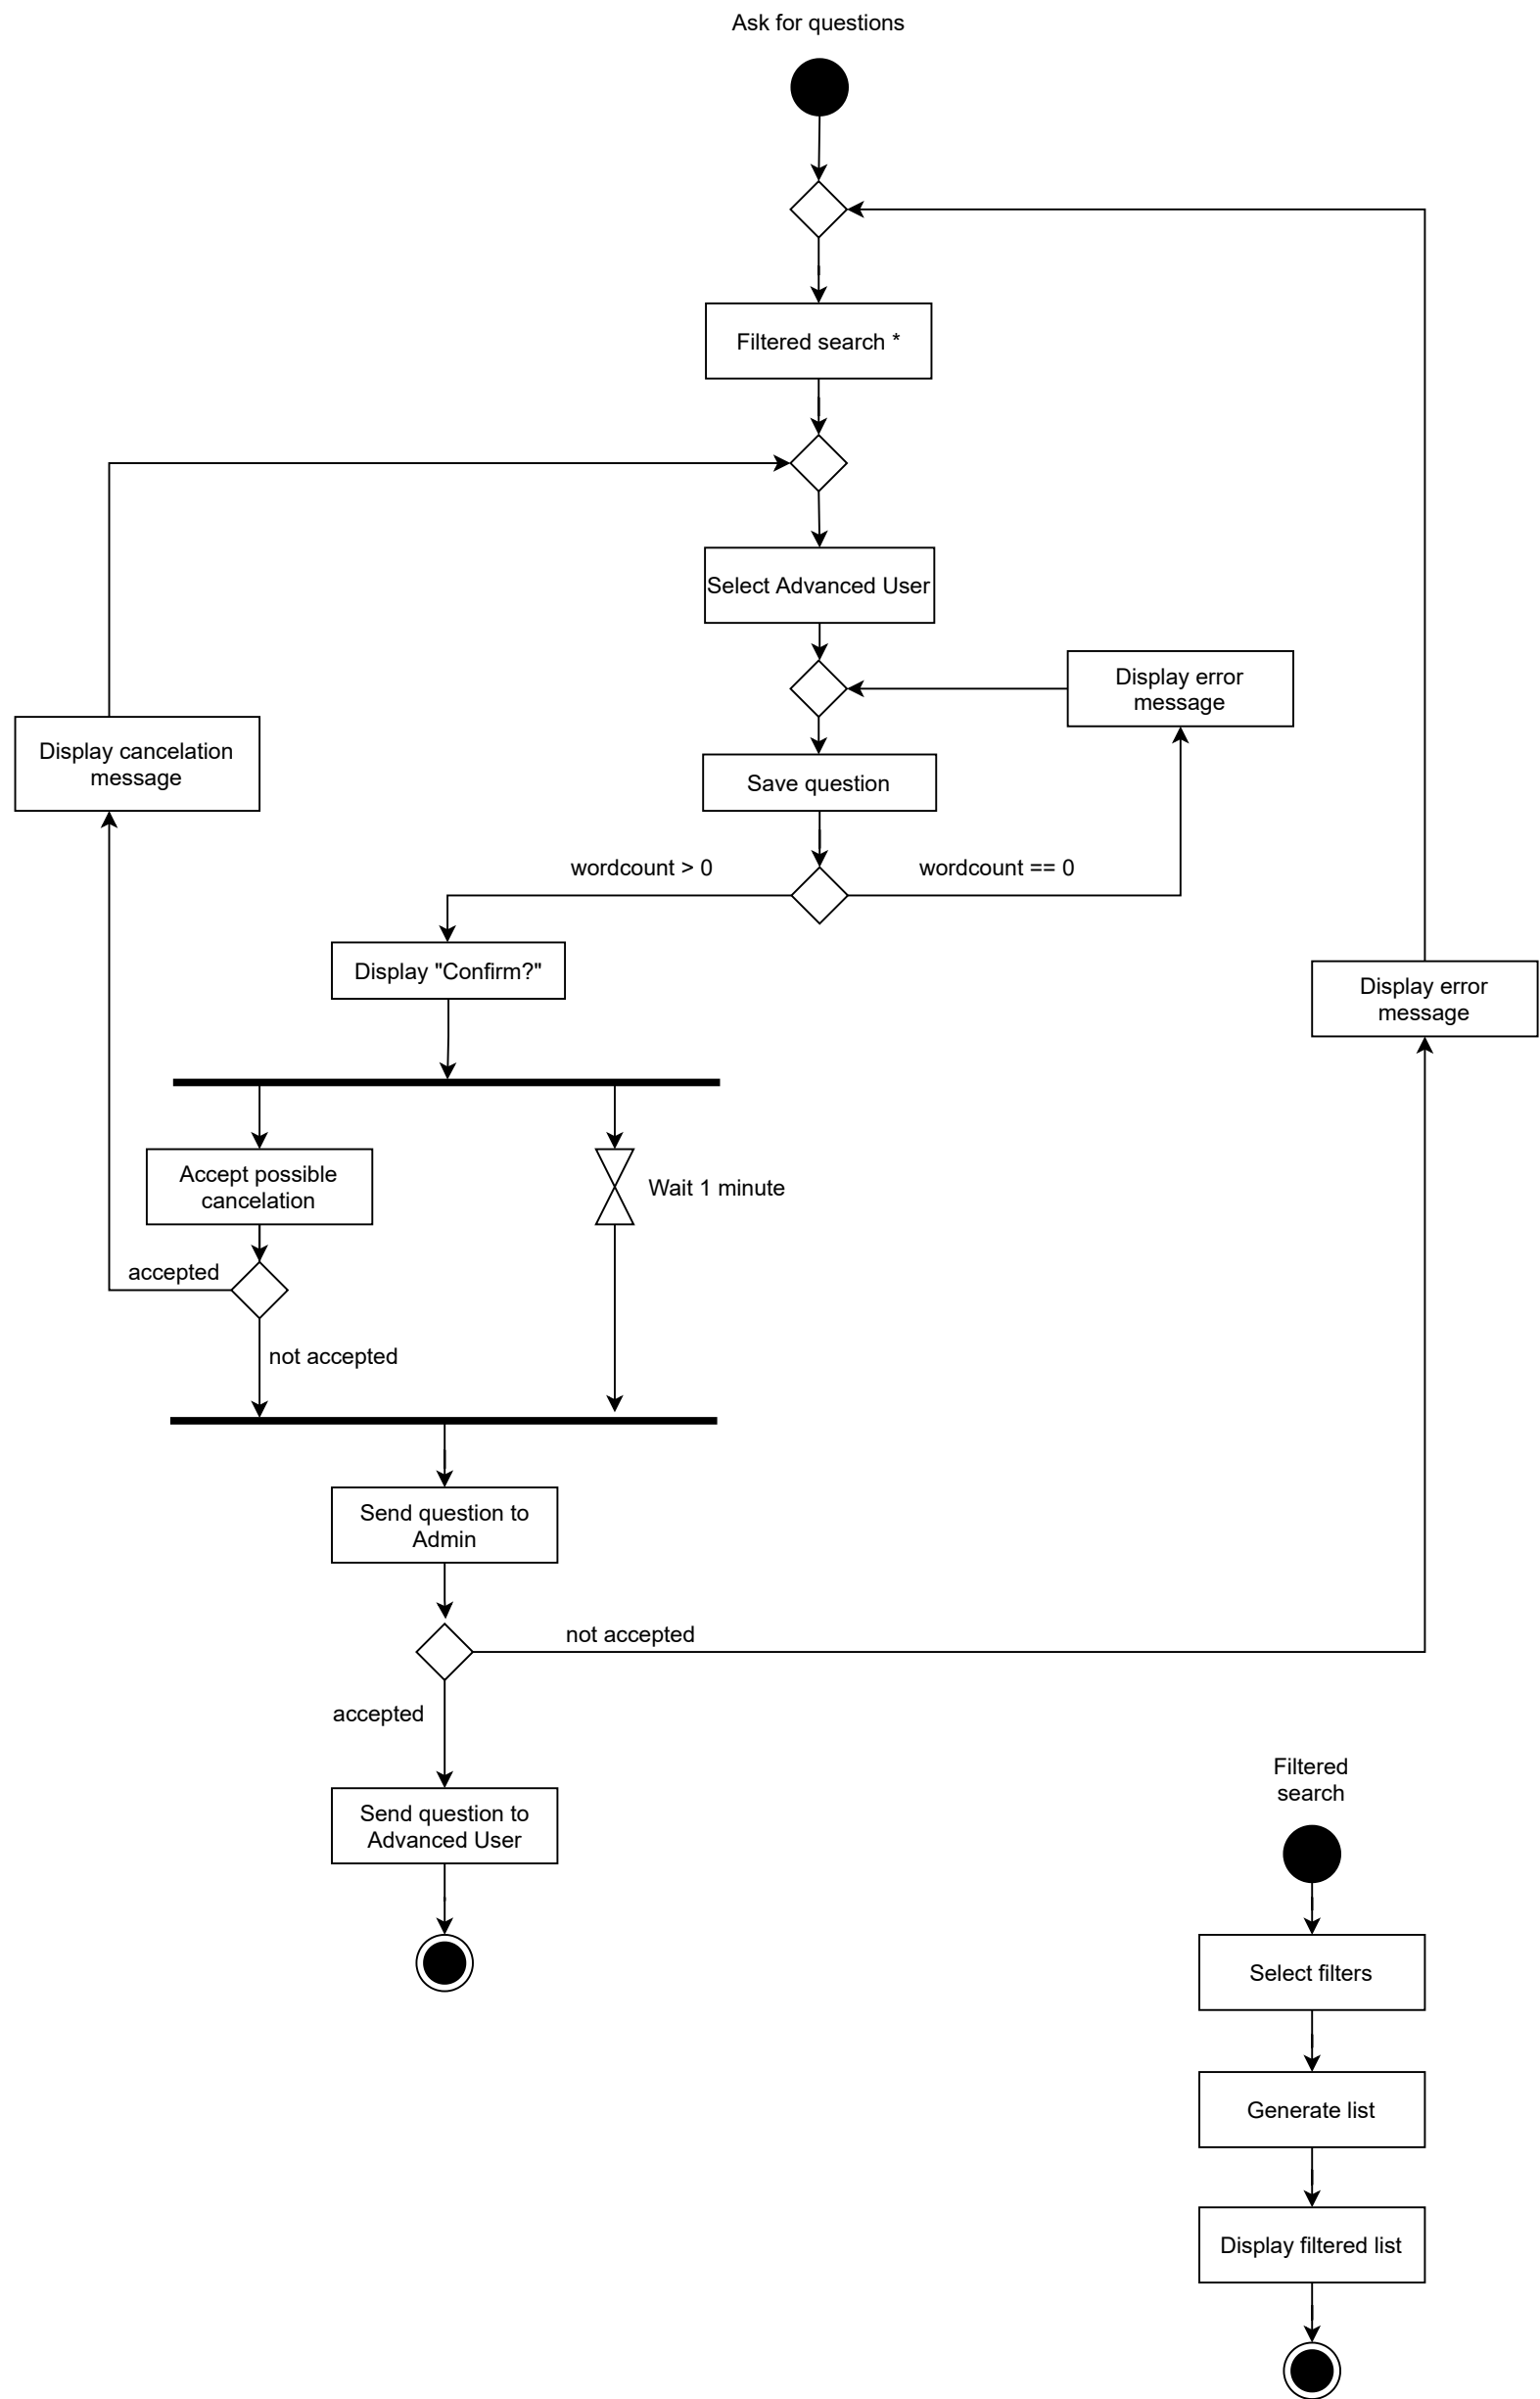 Ask for questions
Filtered search *
Select Advanced User
Display error
message
Display cancelation
message
Save question
wordcount > 0
wordcount == 0
Display "Confirm?"
Display error
message
Accept possible
cancelation
Wait 1 minute
accepted
not accepted
Send question to
Admin
not accepted
accepted
Send question to
Advanced User
Filtered
search
Select filters
Generate list
Display filtered list